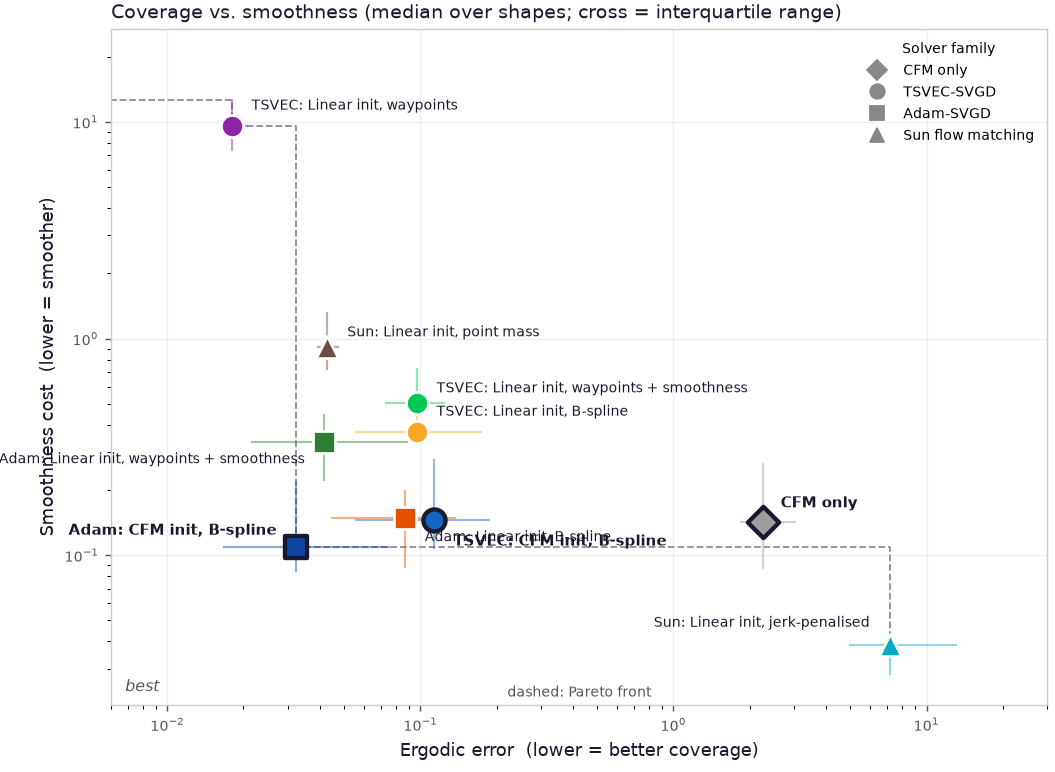 Coverage vs. smoothness (median over shapes; cross = interquartile range)
Solver family
CFM only
TSVEC-SVGD
Adam-SVGD
Sun flow matching
TSVEC: Linear init, waypoints
Sun: Linear init, point mass
TSVEC: Linear init, waypoints + smoothness
TSVEC: Linear init, B-spline
Adam: Linear init, waypoints + smoothness
CFM only
Adam: CFM init, B-spline
Adam: Linear init, B-spline
TSVEC: CFM init, B-spline
Sun: Linear init, jerk-penalised
best
dashed: Pareto front
Smoothness cost (lower = smoother)
10¹
10⁰
10⁻¹
10⁻²
10⁻¹
10⁰
10¹
Ergodic error (lower = better coverage)